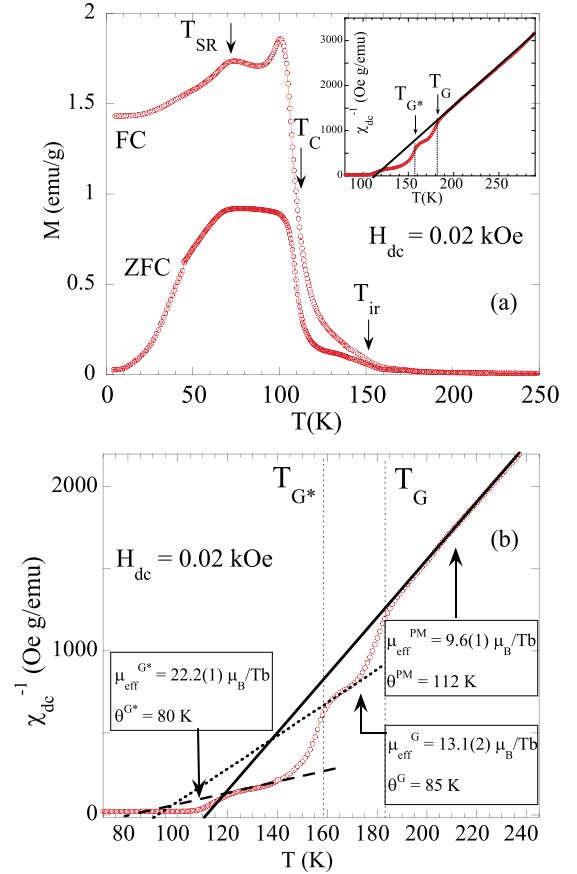 2
1.5
1
0.5
0
M (emu/g)
T_SR
FC
T_C
ZFC
T_ir
H_dc = 0.02 kOe
(a)
0 50 100 150 200 250
T(K)
3000
2000
1000
0
χ_dc^-1 (Oe g/emu)
T_G*
T_G
100 150 200 250
T(K)
2000
1000
0
χ_dc^-1 (Oe g/emu)
T_G*
T_G
(b)
H_dc = 0.02 kOe
μ_eff^PM = 9.6(1) μ_B/Tb
θ^PM = 112 K
μ_eff^G* = 22.2(1) μ_B/Tb
θ^G* = 80 K
μ_eff^G = 13.1(2) μ_B/Tb
θ^G = 85 K
80 100 120 140 160 180 200 220 240
T (K)